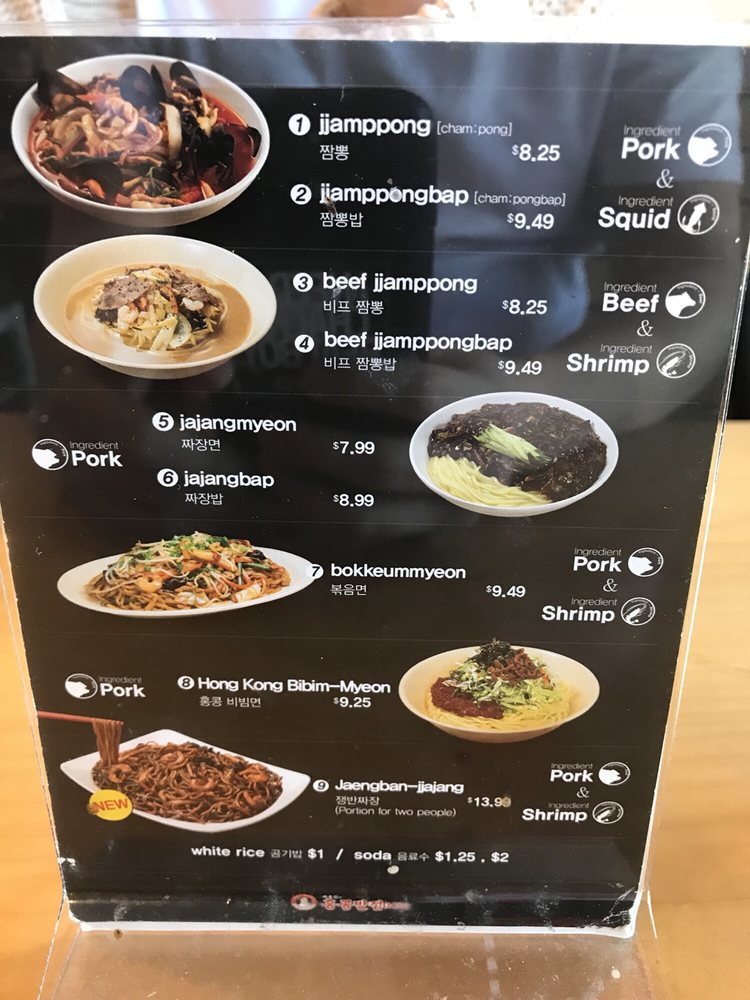 1 jjamppong [cham:pong]
짬뽕 $8.25
Ingredient
Pork
&
2 jjamppongbap [cham:pongbap]
짬뽕밥 $9.49
Ingredient
Squid
3 beef jjamppong
비프 짬뽕 $8.25
Ingredient
Beef
&
4 beef jjamppongbap
비프 짬뽕밥 $9.49
Ingredient
Shrimp
5 jajangmyeon
짜장면 $7.99
Ingredient
Pork
6 jajangbap
짜장밥 $8.99
7 bokkeummyeon
볶음면 $9.49
Ingredient
Pork
&
Ingredient
Shrimp
Ingredient
Pork
8 Hong Kong Bibim-Myeon
홍콩 비빔면 $9.25
NEW
9 Jaengban-jjajang
쟁반짜장 $13.99
(Portion for two people)
Ingredient
Pork
&
Ingredient
Shrimp
white rice 공기밥 $1 / soda 음료수 $1.25 , $2
홍콩반점